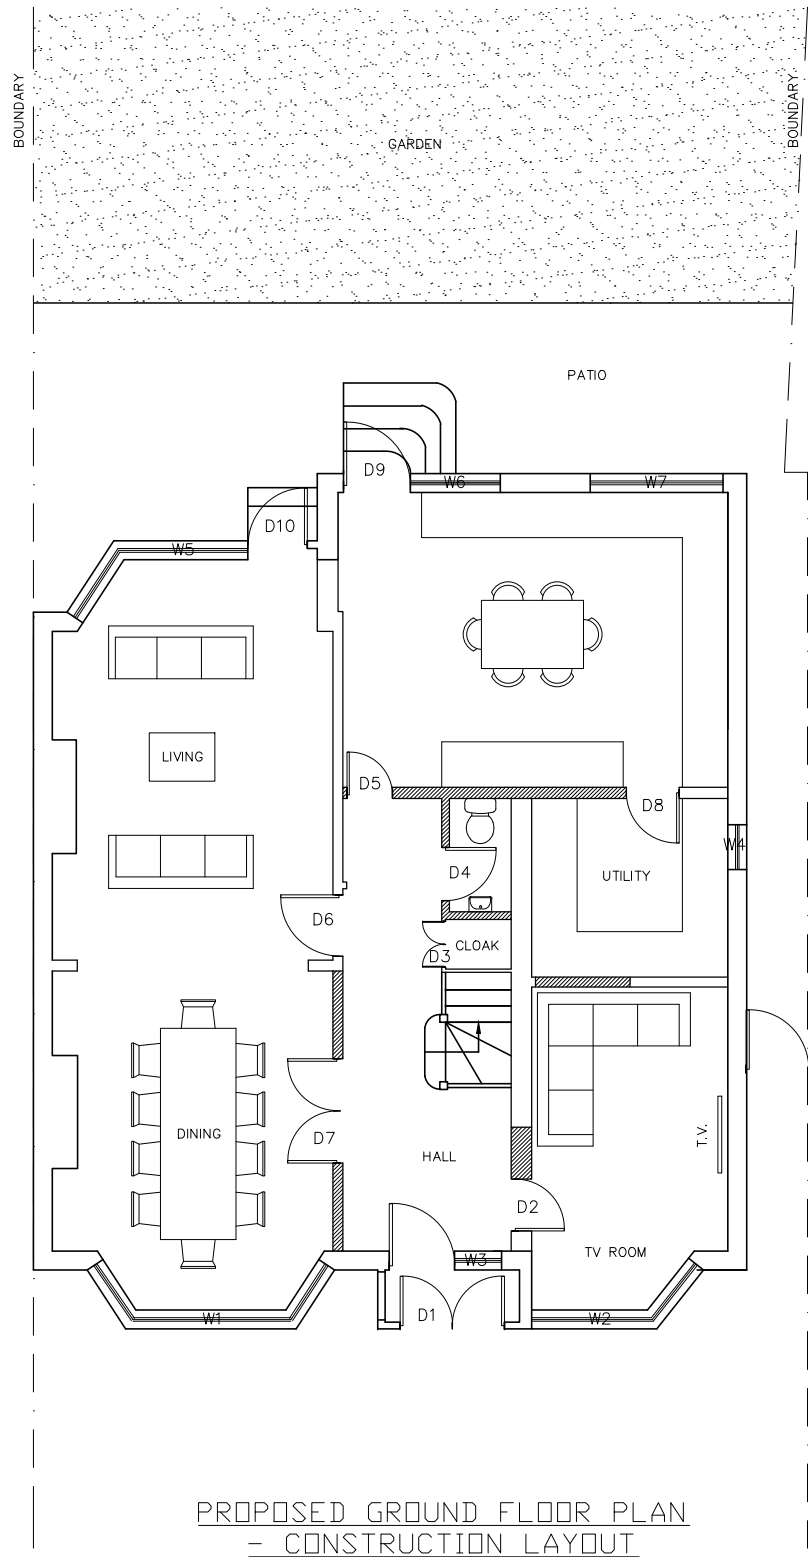 BOUNDARY
BOUNDARY
GARDEN
PATIO
D9
W6
W7
D10
W5
LIVING
D5
D8
W4
D4
UTILITY
D6
CLOAK
D3
DINING
D7
T.V.
HALL
D2
TV ROOM
W3
W1
D1
W2
PROPOSED GROUND FLOOR PLAN
- CONSTRUCTION LAYOUT